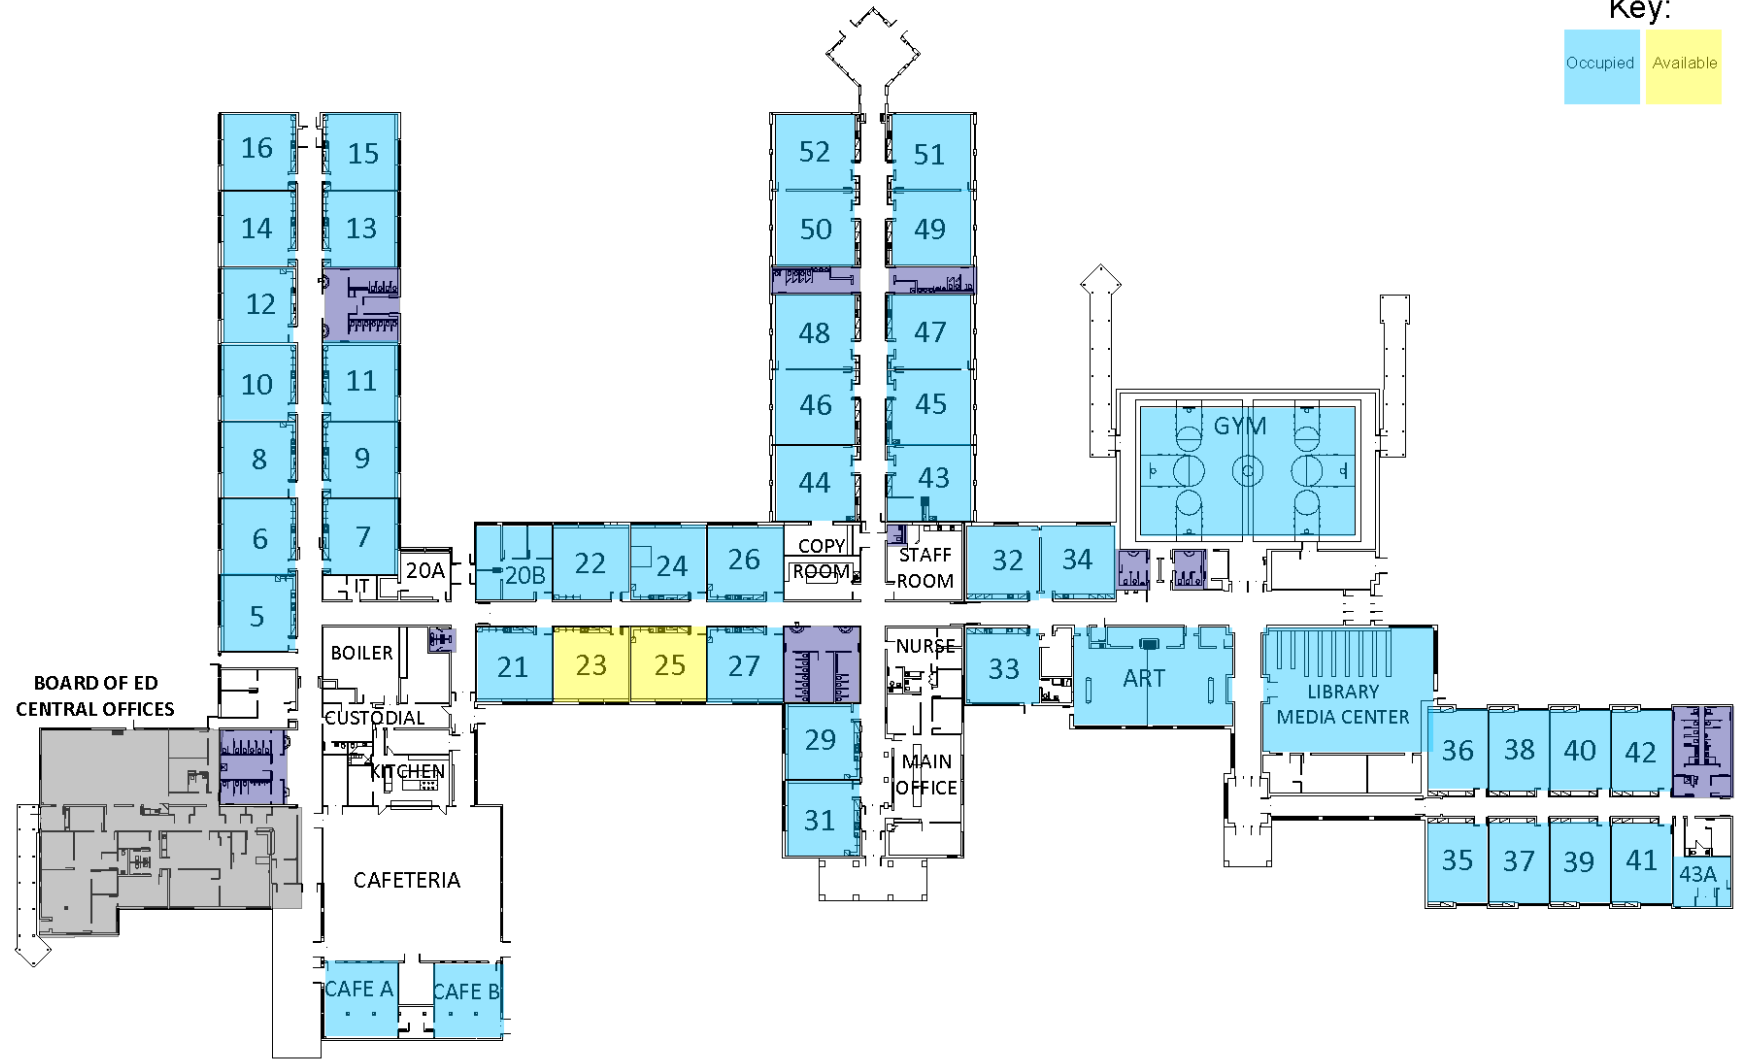 Key:
Occupied
Available
16
15
52
51
14
13
50
49
12
48
47
10
11
46
45
GYM
8
9
44
43
6
7
20A
IT
20B
22
24
26
COPY
ROOM
STAFF
ROOM
32
34
5
BOILER
21
23
25
27
NURSE
33
ART
LIBRARY
MEDIA CENTER
BOARD OF ED
CENTRAL OFFICES
CUSTODIAL
KITCHEN
29
MAIN
OFFICE
36
38
40
42
31
35
37
39
41
43A
CAFETERIA
CAFE A
CAFE B